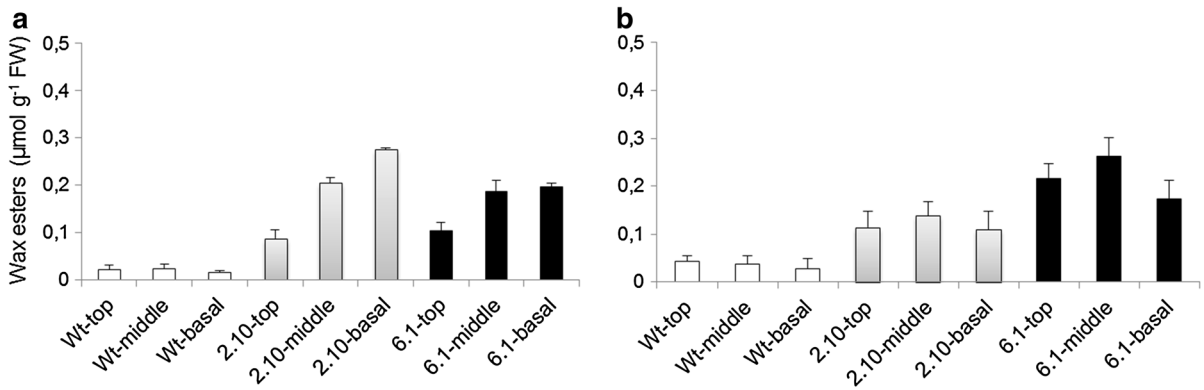 a
b
Wax esters (µmol g-1 FW)
0,5
0,4
0,3
0,2
0,1
0
Wt-top
Wt-middle
Wt-basal
2.10-top
2.10-middle
2.10-basal
6.1-top
6.1-middle
6.1-basal
0,5
0,4
0,3
0,2
0,1
0
Wt-top
Wt-middle
Wt-basal
2.10-top
2.10-middle
2.10-basal
6.1-top
6.1-middle
6.1-basal